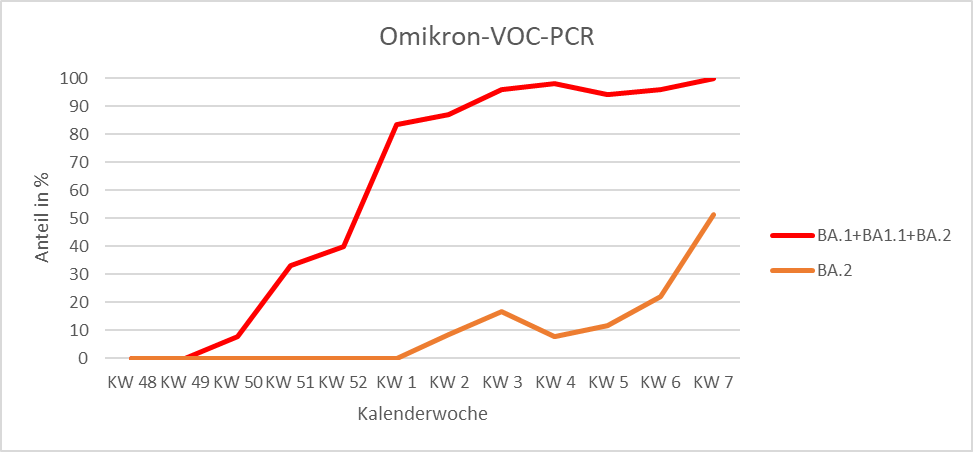 Omikron-VOC-PCR
100
90
80
70
60
50
40
30
20
10
0
Anteil in %
KW 48 KW 49 KW 50 KW 51 KW 52 KW 1 KW 2 KW 3 KW 4 KW 5 KW 6 KW 7
Kalenderwoche
BA.1+BA1.1+BA.2
BA.2